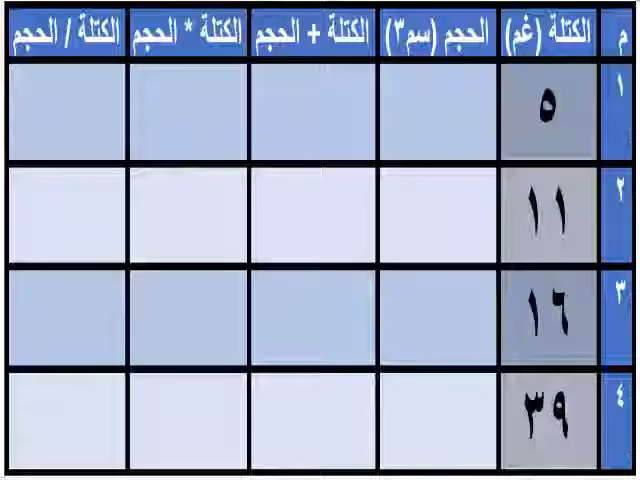 م الكتلة (غم) الحجم (سم٣) الكتلة + الحجم الكتلة * الحجم الكتلة / الحجم
١ ٥
٢ ١١
٣ ١٦
٤ ٣٩